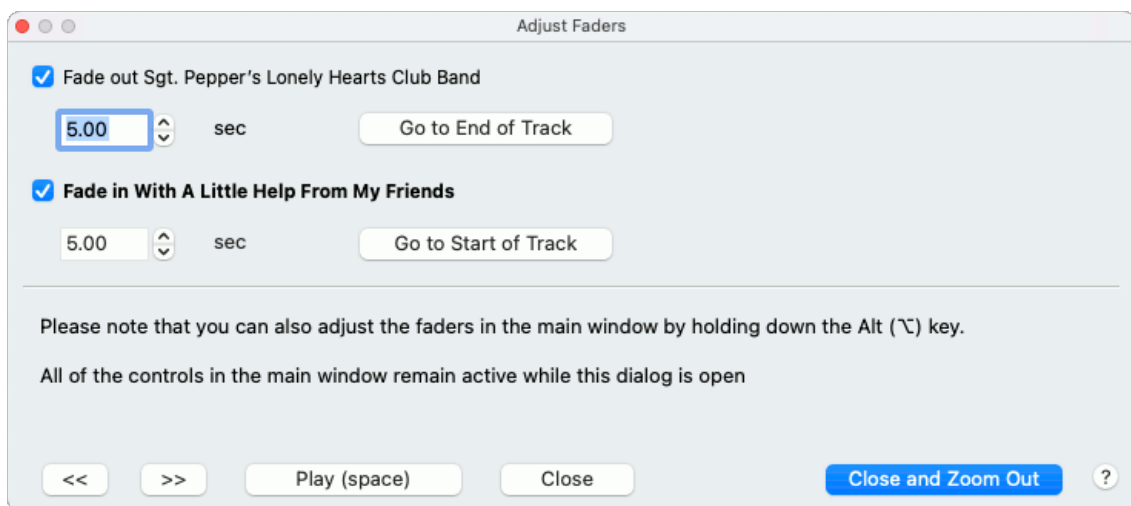 Adjust Faders
Fade out Sgt. Pepper's Lonely Hearts Club Band
5.00 sec Go to End of Track
Fade in With A Little Help From My Friends
5.00 sec Go to Start of Track
Please note that you can also adjust the faders in the main window by holding down the Alt (⌥) key.
All of the controls in the main window remain active while this dialog is open
<< >> Play (space) Close Close and Zoom Out ?